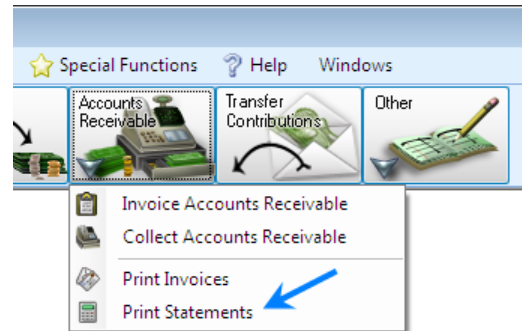 Special Functions Help Windows
Accounts Receivable
Transfer Contributions
Other
Invoice Accounts Receivable
Collect Accounts Receivable
Print Invoices
Print Statements